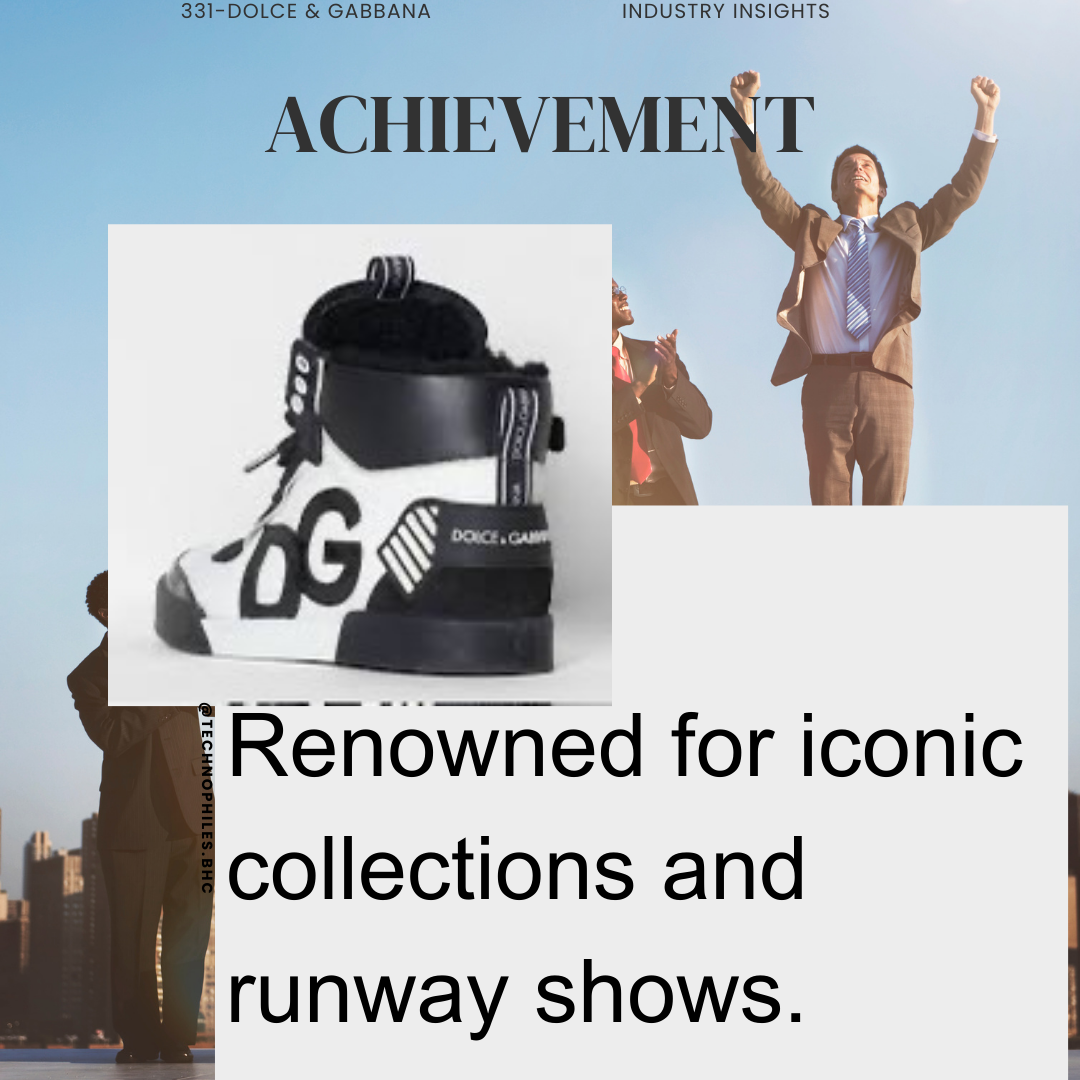 331-DOLCE & GABBANA
INDUSTRY INSIGHTS
ACHIEVEMENT
DG
DOLCE & GABBANA
@TECHNOPHILES.BHC
Renowned for iconic
collections and
runway shows.